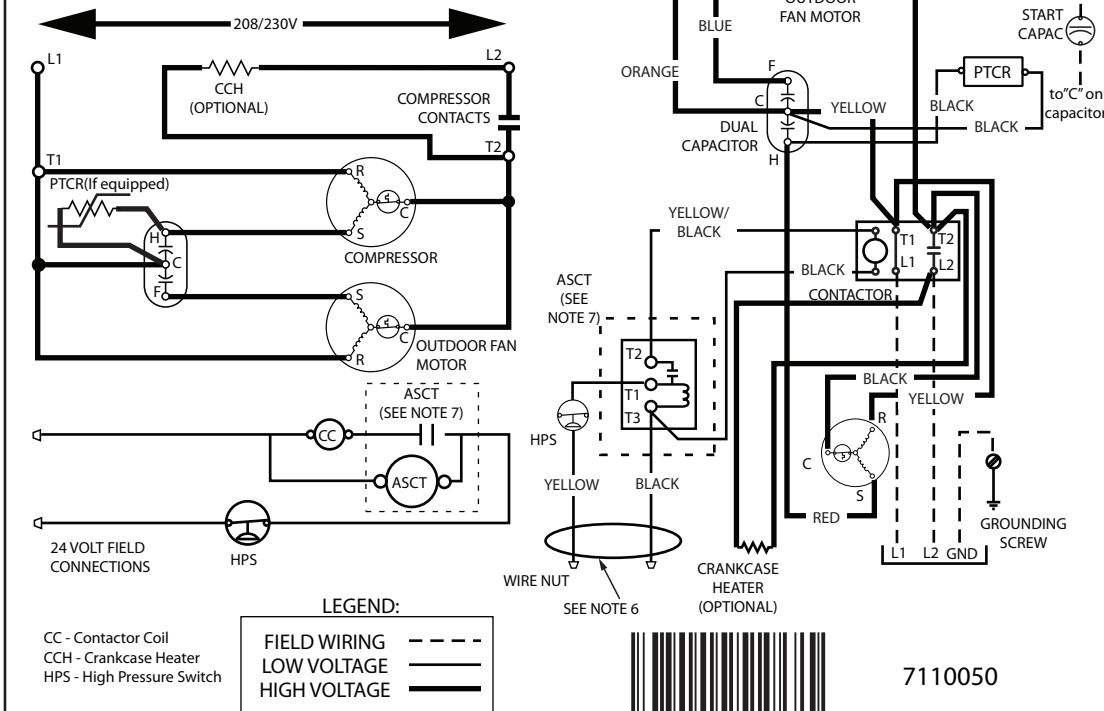 208/230V
L1
L2
CCH
(OPTIONAL)
COMPRESSOR
CONTACTS
T1
T2
PTCR(If equipped)
R
C
S
H
C
F
COMPRESSOR
S
C
R
OUTDOOR FAN
MOTOR
ASCT
(SEE NOTE 7)
CC
ASCT
24 VOLT FIELD
CONNECTIONS
HPS
LEGEND:
CC - Contactor Coil
CCH - Crankcase Heater
HPS - High Pressure Switch
FIELD WIRING
LOW VOLTAGE
HIGH VOLTAGE
OUTDOOR
FAN MOTOR
BLUE
ORANGE
F
C
H
DUAL
CAPACITOR
YELLOW
START
CAPAC
PTCR
to"C" on
capacitor
BLACK
BLACK
YELLOW/
BLACK
BLACK
T1
T2
L1
L2
CONTACTOR
ASCT
(SEE
NOTE 7)
T2
T1
T3
HPS
YELLOW
BLACK
BLACK
YELLOW
R
C
S
RED
GROUNDING
SCREW
L1
L2
GND
WIRE NUT
SEE NOTE 6
CRANKCASE
HEATER
(OPTIONAL)
7110050